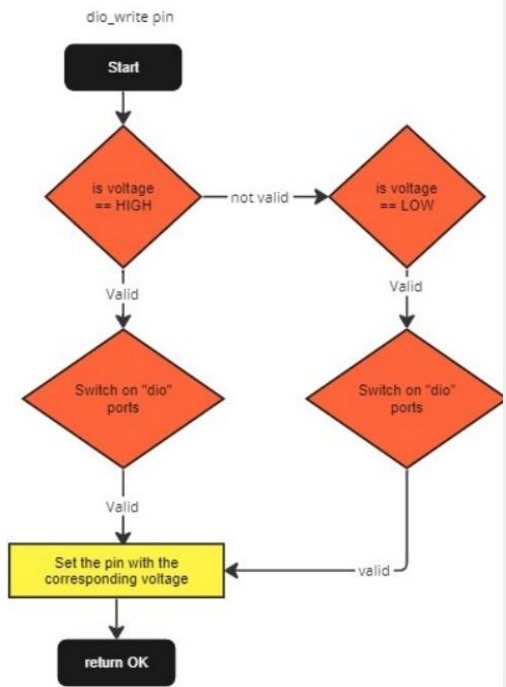 dio_write pin
Start
is voltage
== HIGH
not valid
is voltage
== LOW
Valid
Valid
Switch on "dio"
ports
Switch on "dio"
ports
Valid
valid
Set the pin with the
corresponding voltage
return OK